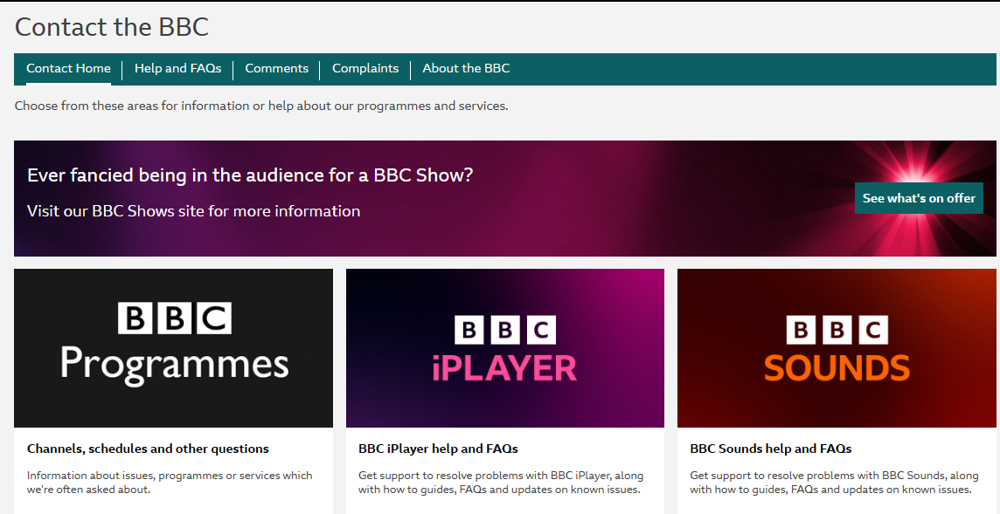 Contact the BBC
Contact Home
Help and FAQs
Comments
Complaints
About the BBC
Choose from these areas for information or help about our programmes and services.
Ever fancied being in the audience for a BBC Show?
Visit our BBC Shows site for more information
See what's on offer
BBC
Programmes
Channels, schedules and other questions
Information about issues, programmes or services which
we're often asked about.
BBC
iPLAYER
BBC iPlayer help and FAQs
Get support to resolve problems with BBC iPlayer, along
with how to guides, FAQs and updates on known issues.
BBC
SOUNDS
BBC Sounds help and FAQs
Get support to resolve problems with BBC Sounds, along
with how to guides, FAQs and updates on known issues.